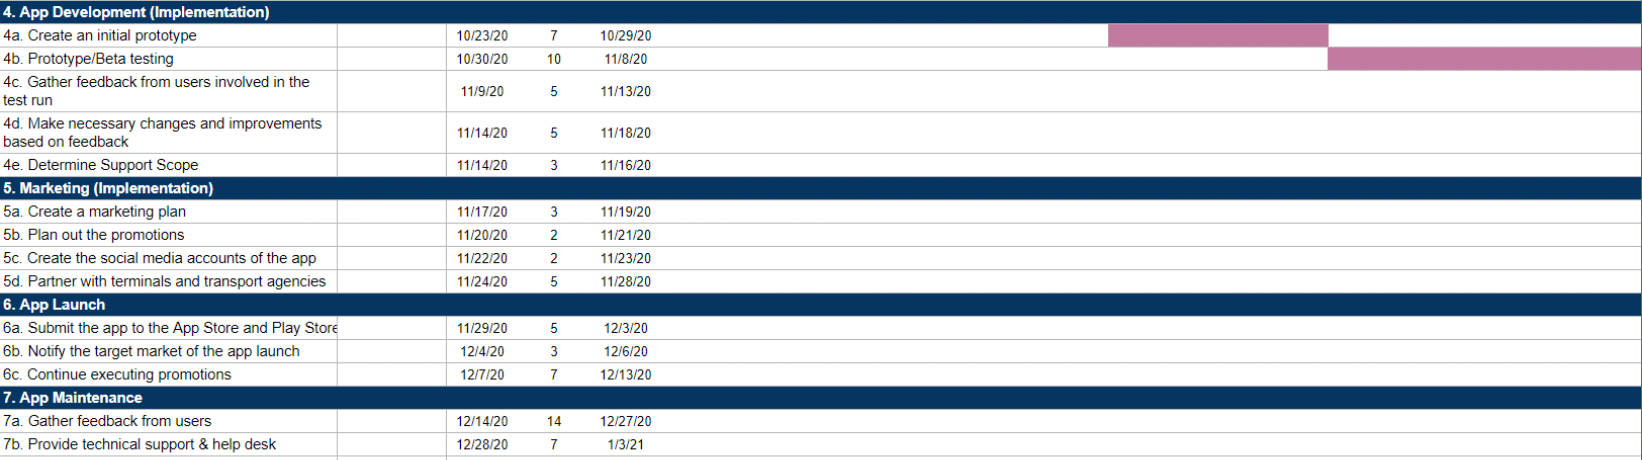 4. App Development (Implementation)
4a. Create an initial prototype 10/23/20 7 10/29/20
4b. Prototype/Beta testing 10/30/20 10 11/8/20
4c. Gather feedback from users involved in the
test run 11/9/20 5 11/13/20
4d. Make necessary changes and improvements
based on feedback 11/14/20 5 11/18/20
4e. Determine Support Scope 11/14/20 3 11/16/20
5. Marketing (Implementation)
5a. Create a marketing plan 11/17/20 3 11/19/20
5b. Plan out the promotions 11/20/20 2 11/21/20
5c. Create the social media accounts of the app 11/22/20 2 11/23/20
5d. Partner with terminals and transport agencies 11/24/20 5 11/28/20
6. App Launch
6a. Submit the app to the App Store and Play Store 11/29/20 5 12/3/20
6b. Notify the target market of the app launch 12/4/20 3 12/6/20
6c. Continue executing promotions 12/7/20 7 12/13/20
7. App Maintenance
7a. Gather feedback from users 12/14/20 14 12/27/20
7b. Provide technical support & help desk 12/28/20 7 1/3/21